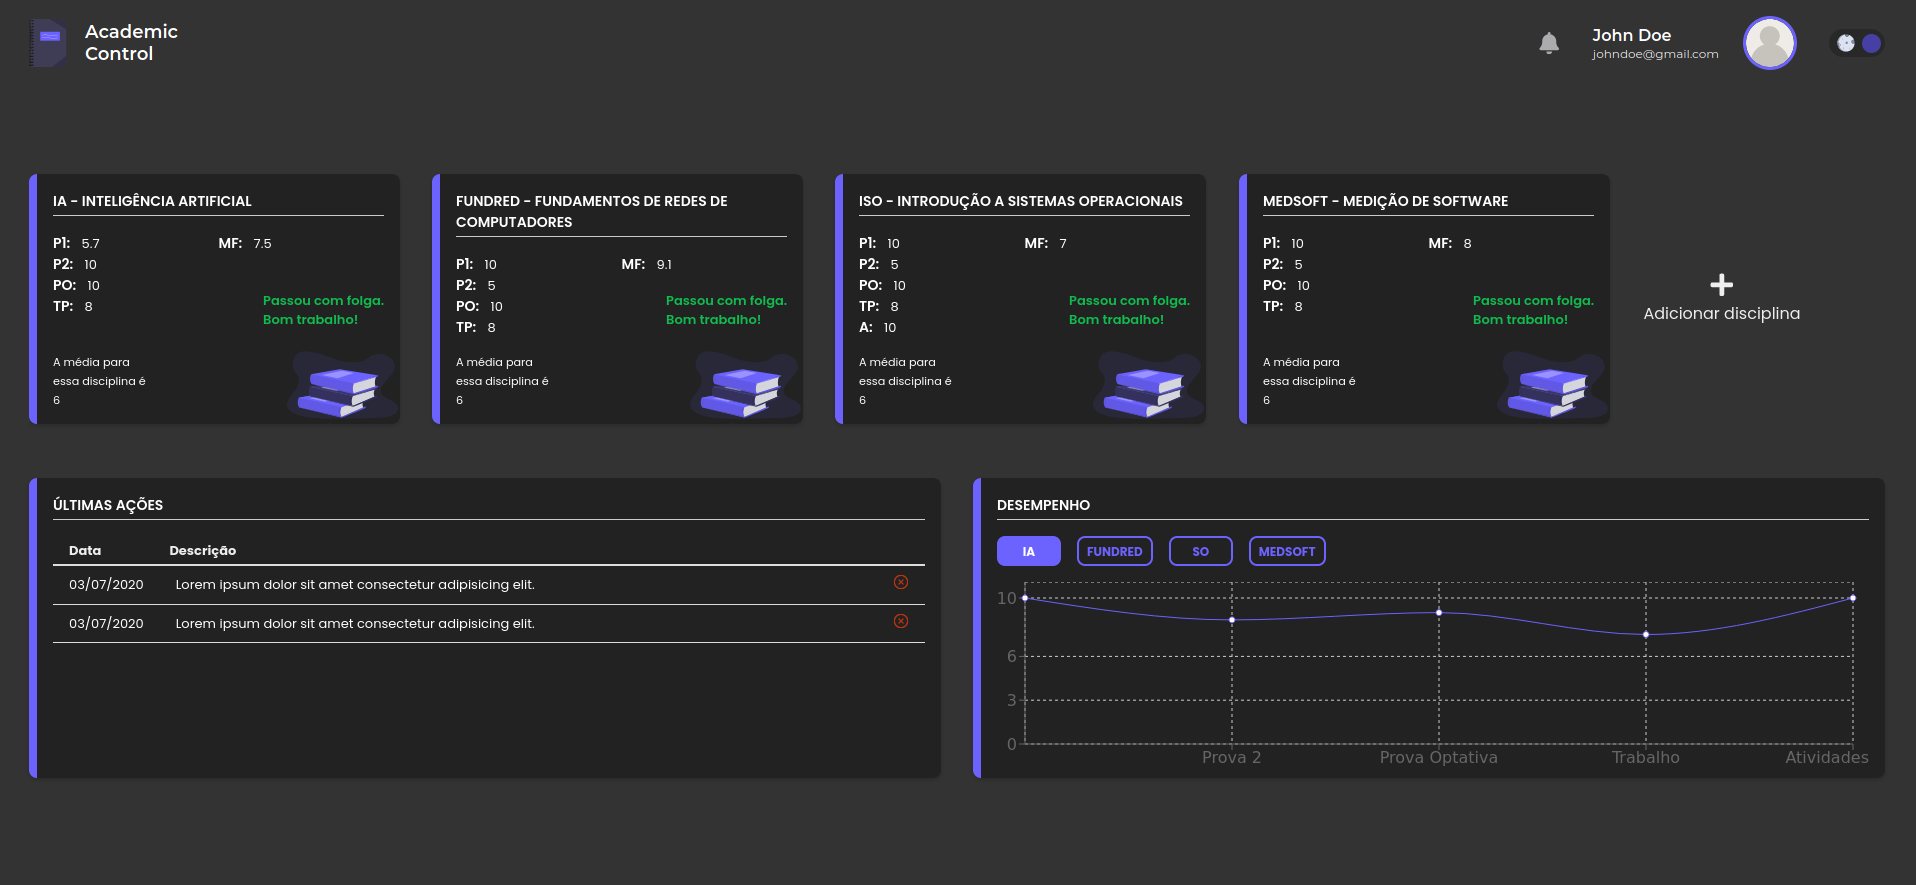 Academic
Control
John Doe
johndoe@gmail.com
IA - INTELIGÊNCIA ARTIFICIAL
P1: 5.7
MF: 7.5
P2: 10
PO: 10
TP: 8
Passou com folga.
Bom trabalho!
A média para
essa disciplina é
6
FUNDRED - FUNDAMENTOS DE REDES DE
COMPUTADORES
P1: 10
MF: 9.1
P2: 5
PO: 10
TP: 8
Passou com folga.
Bom trabalho!
A média para
essa disciplina é
6
ISO - INTRODUÇÃO A SISTEMAS OPERACIONAIS
P1: 10
MF: 7
P2: 5
PO: 10
TP: 8
A: 10
Passou com folga.
Bom trabalho!
A média para
essa disciplina é
6
MEDSOFT - MEDIÇÃO DE SOFTWARE
P1: 10
MF: 8
P2: 5
PO: 10
TP: 8
Passou com folga.
Bom trabalho!
A média para
essa disciplina é
6
Adicionar disciplina
ÚLTIMAS AÇÕES
Data Descrição
03/07/2020 Lorem ipsum dolor sit amet consectetur adipisicing elit.
03/07/2020 Lorem ipsum dolor sit amet consectetur adipisicing elit.
DESEMPENHO
IA FUNDRED SO MEDSOFT
10
6
3
0
Prova 2 Prova Optativa Trabalho Atividades